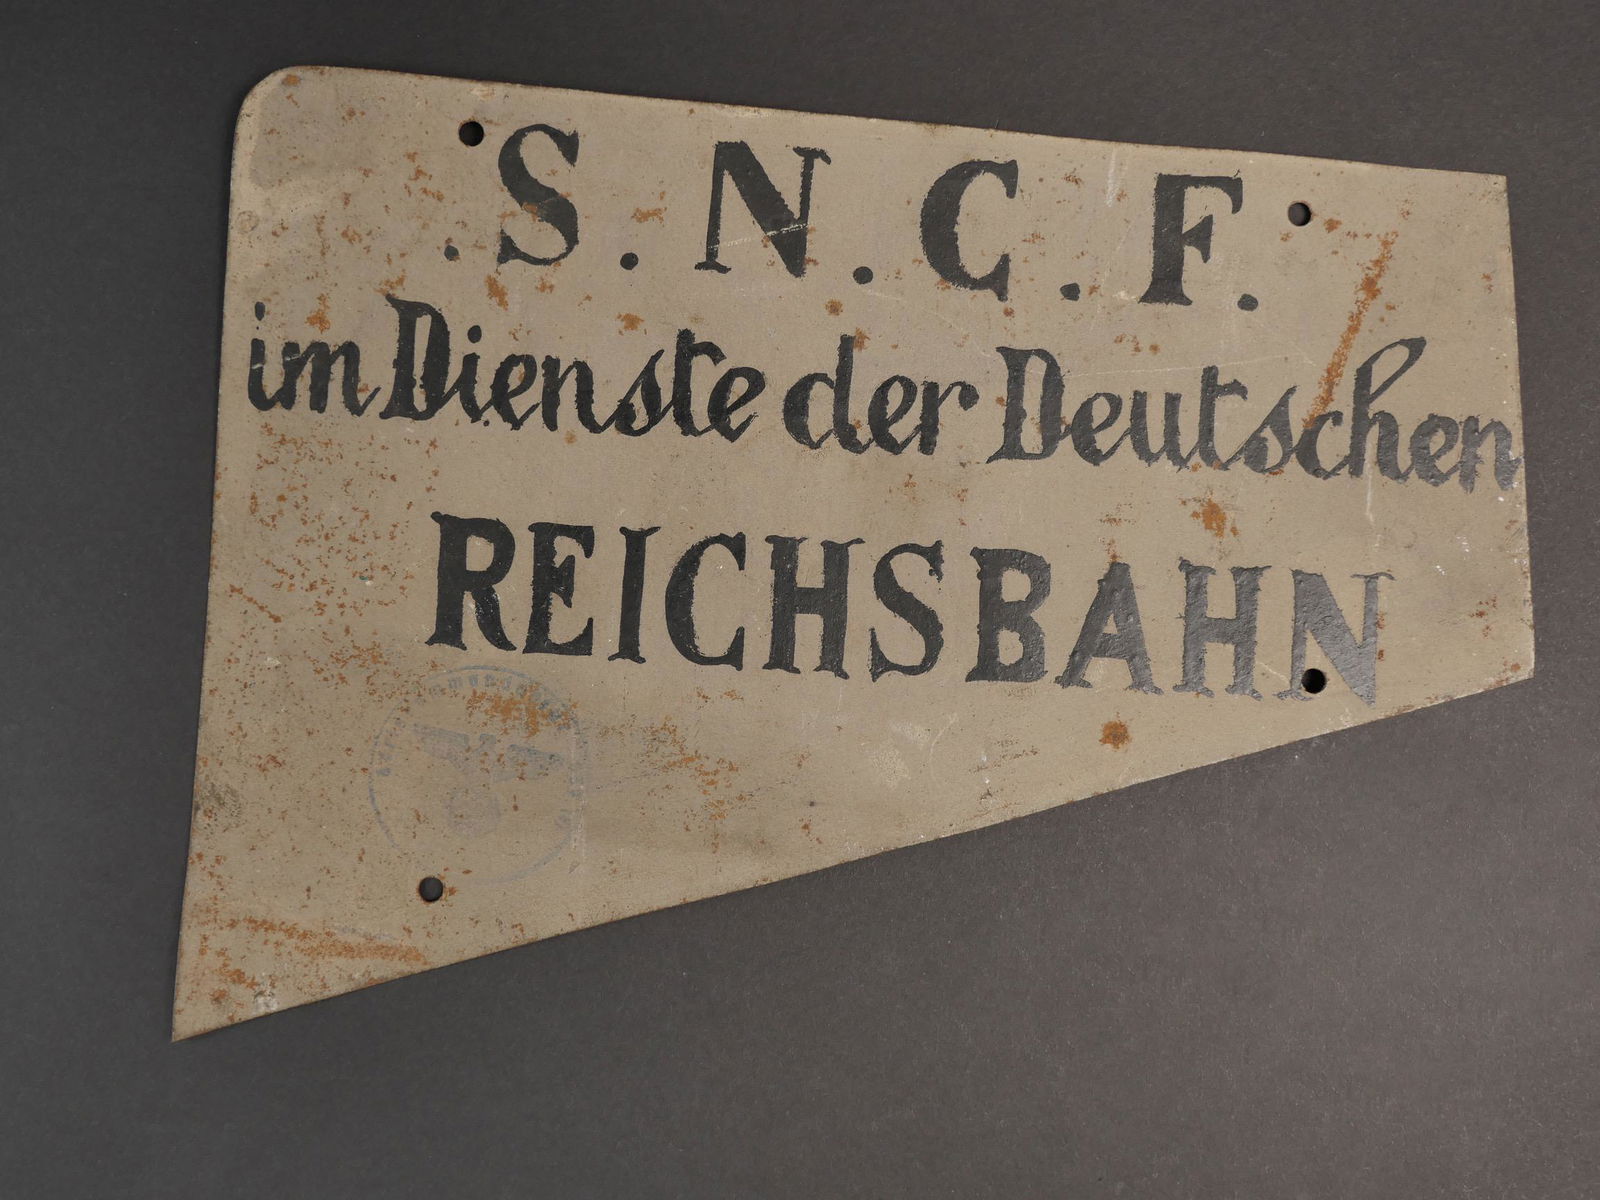 . S . N . C . F .
im Dienste der Deutschen
REICHSBAHN